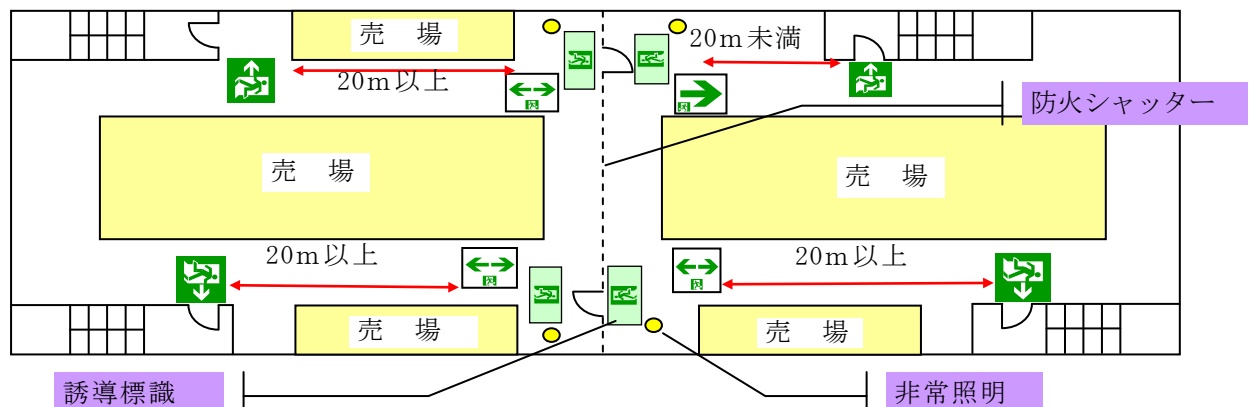 売 場
20m未満
20m以上
防火シャッター
売 場
売 場
20m以上
20m以上
売 場
売 場
誘導標識
非常照明